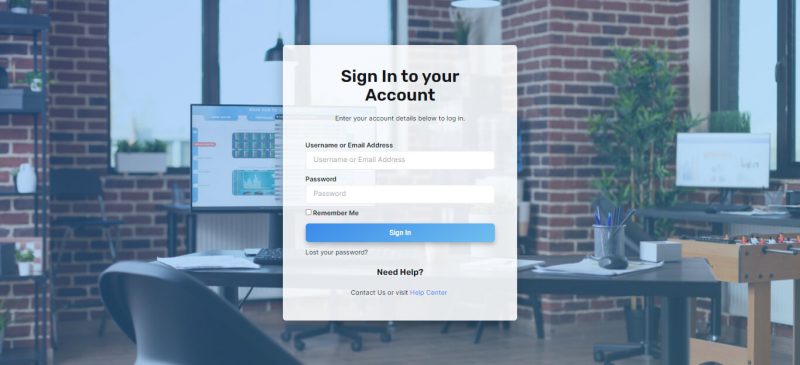 Sign In to your
Account
Enter your account details below to log in.
Username or Email Address
Username or Email Address
Password
Password
Remember Me
Sign In
Lost your password?
Need Help?
Contact Us or visit Help Center